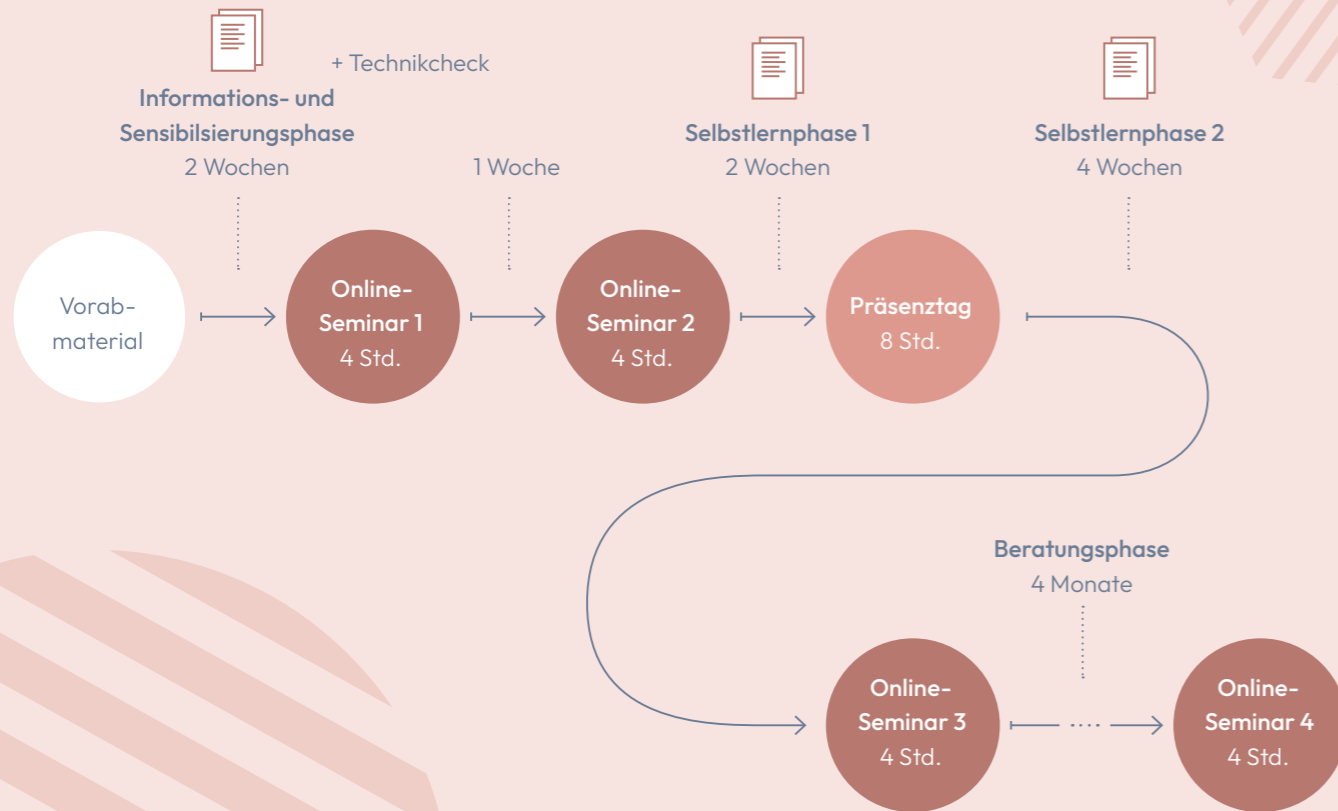 + Technikcheck
Informations- und
Sensibilsierungsphase
2 Wochen
1 Woche
Selbstlernphase 1
2 Wochen
Selbstlernphase 2
4 Wochen
Vorab-
material
Online-
Seminar 1
4 Std.
Online-
Seminar 2
4 Std.
Präsenztag
8 Std.
Beratungsphase
4 Monate
Online-
Seminar 3
4 Std.
Online-
Seminar 4
4 Std.